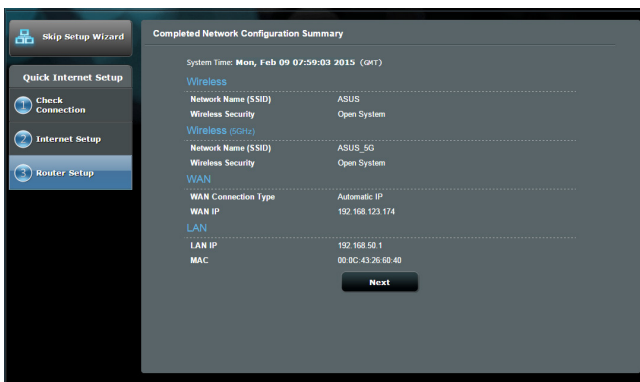 Skip Setup Wizard
Quick Internet Setup
1 Check Connection
2 Internet Setup
3 Router Setup
Completed Network Configuration Summary
System Time: Mon, Feb 09 07:59:03 2015 (GMT)
Wireless
Network Name (SSID) ASUS
Wireless Security Open System
Wireless (5GHz)
Network Name (SSID) ASUS_5G
Wireless Security Open System
WAN
WAN Connection Type Automatic IP
WAN IP 192.168.123.174
LAN
LAN IP 192.168.50.1
MAC 00:0C:43:26:60:40
Next